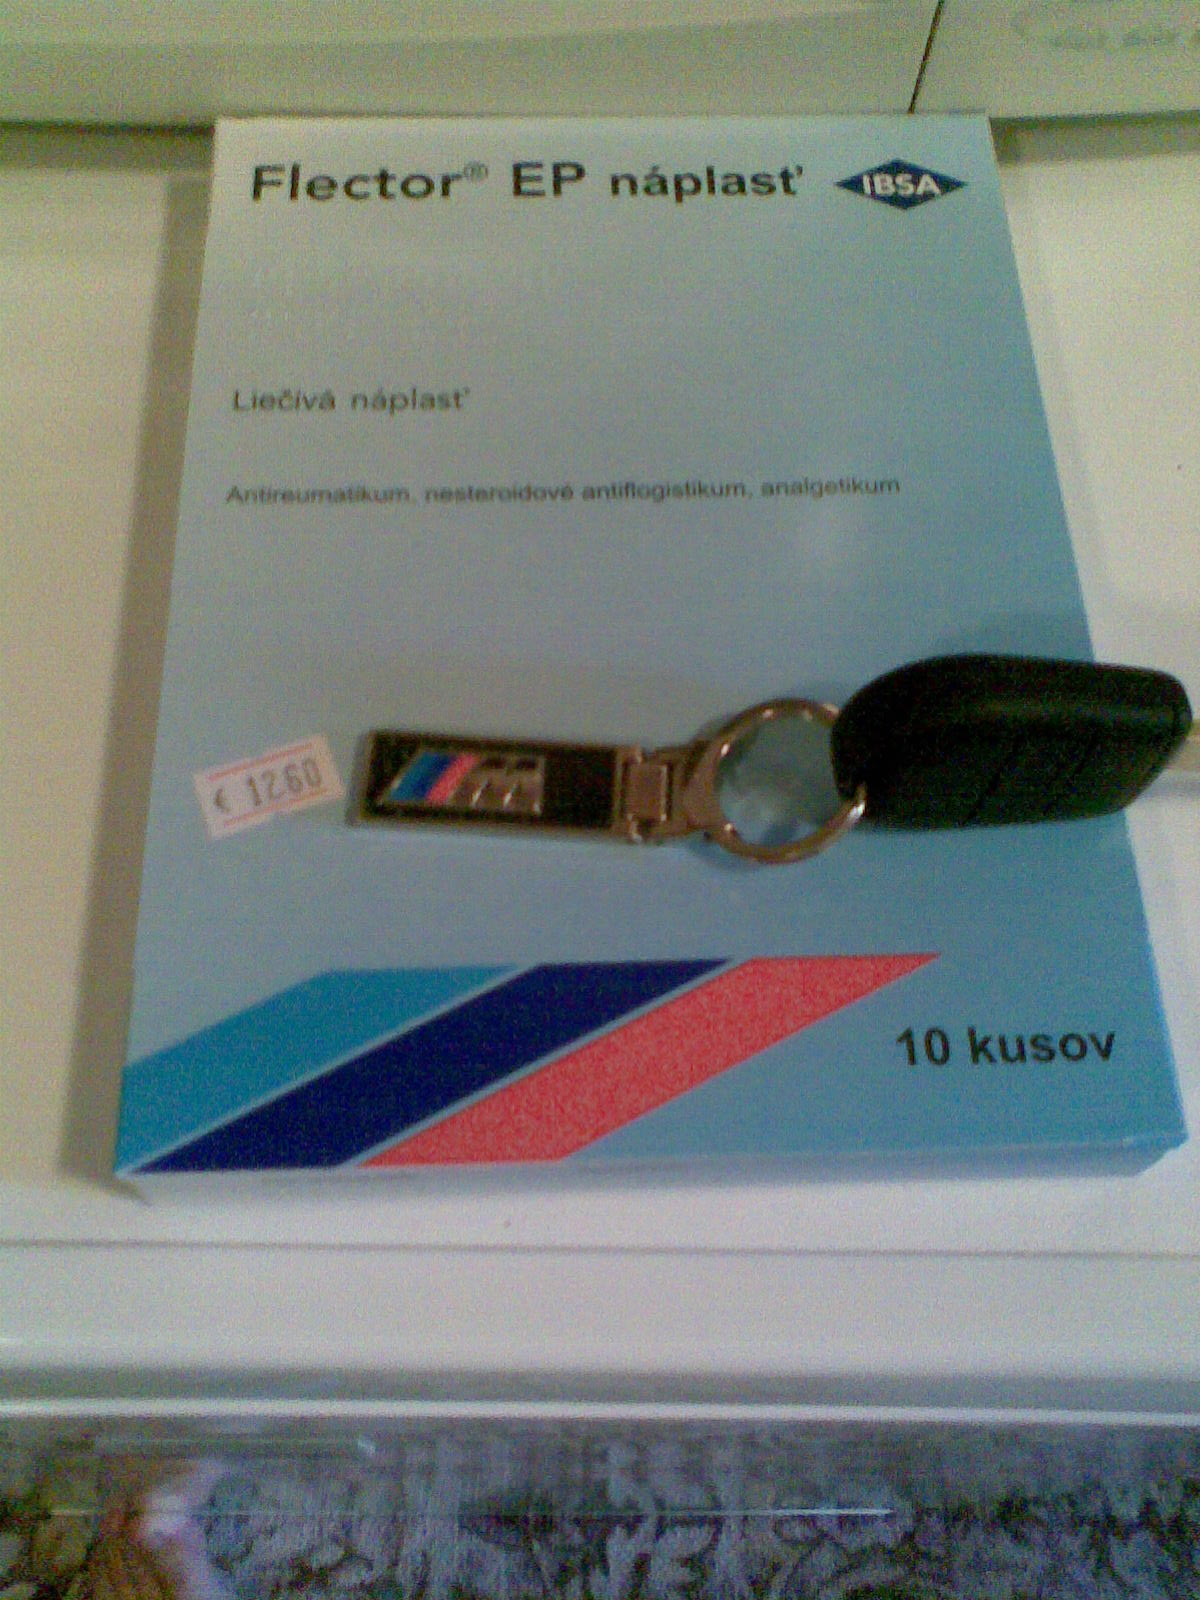 Flector® EP náplasť
IBSA
Liečivá náplasť
Antireumatikum, nesteroidové antiflogistikum, analgetikum
€ 12.60
M
10 kusov